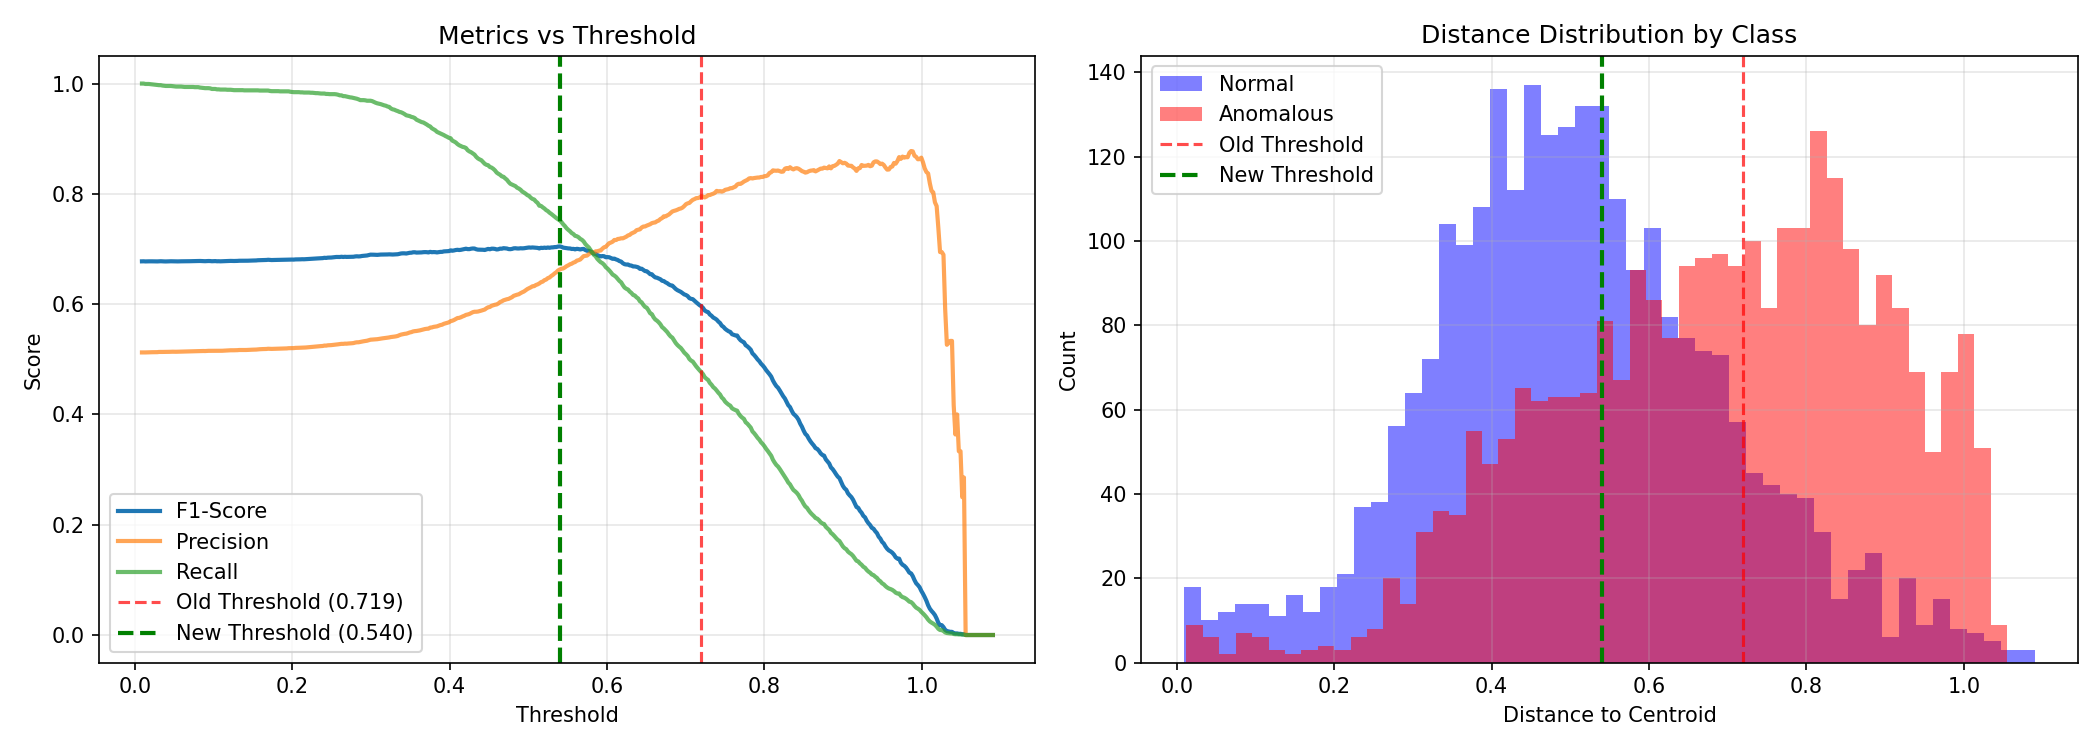 Metrics vs Threshold
Score
1.0
0.8
0.6
0.4
0.2
0.0
F1-Score
Precision
Recall
Old Threshold (0.719)
New Threshold (0.540)
0.0 0.2 0.4 0.6 0.8 1.0
Threshold
Distance Distribution by Class
Count
140
120
100
80
60
40
20
0
Normal
Anomalous
Old Threshold
New Threshold
0.0 0.2 0.4 0.6 0.8 1.0
Distance to Centroid